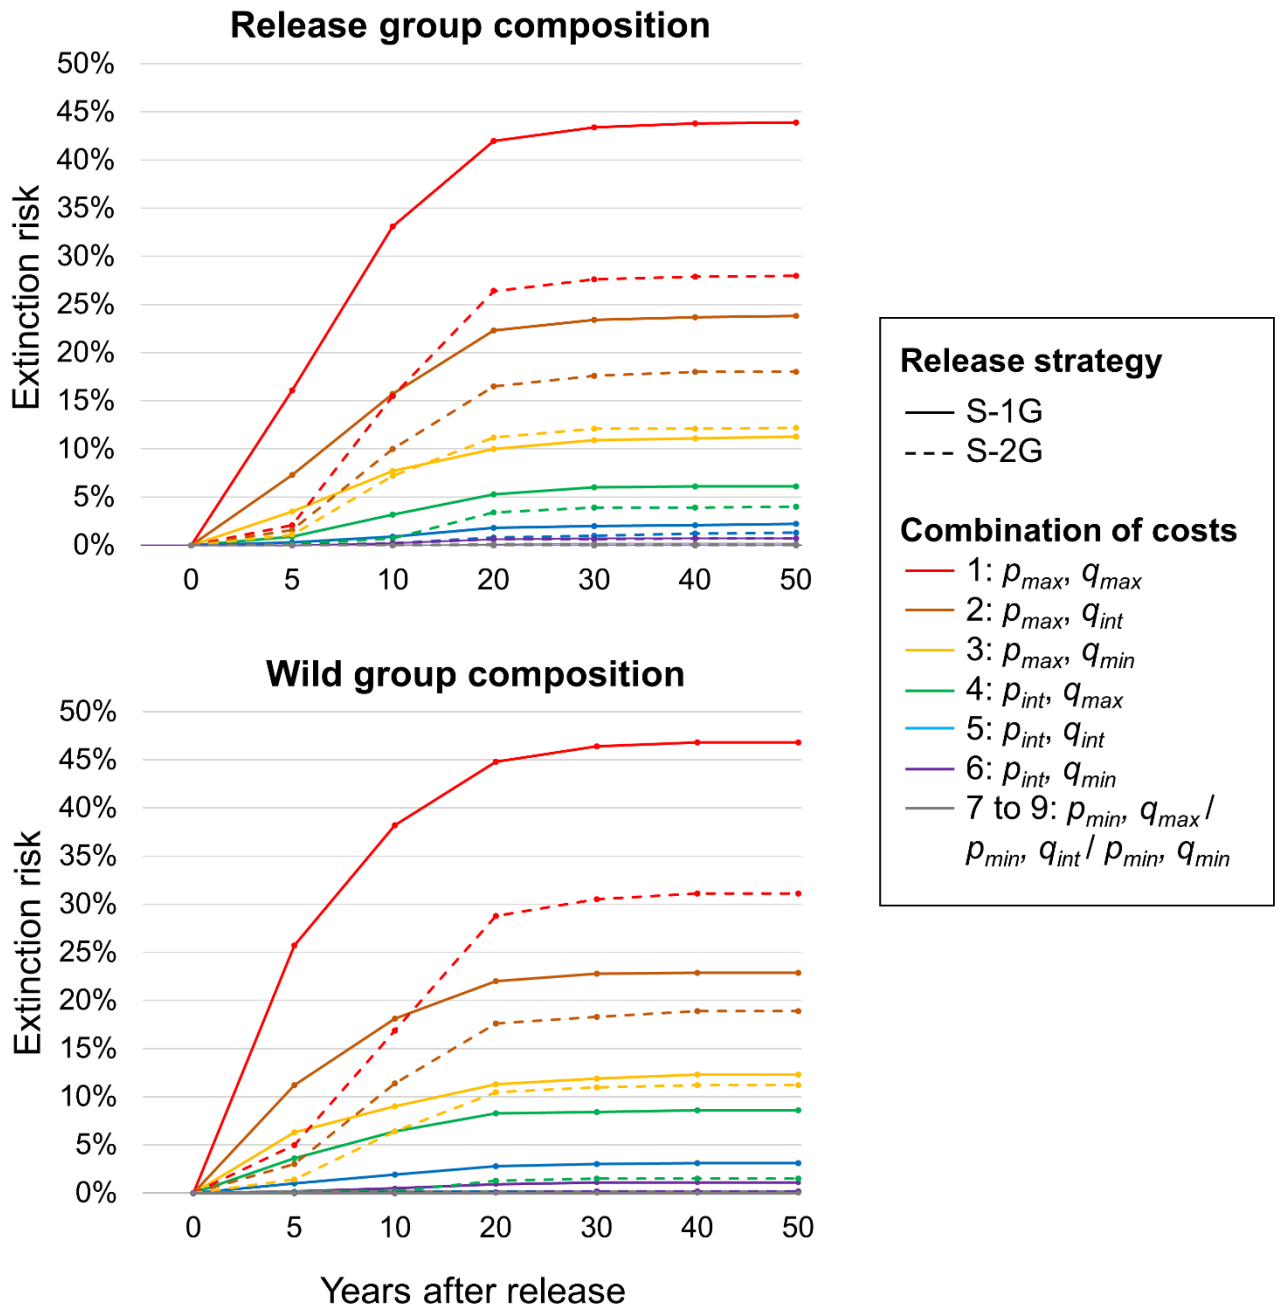 Release group composition
50%
45%
40%
35%
30%
25%
20%
15%
10%
5%
0%
Extinction risk
0 5 10 20 30 40 50
Wild group composition
50%
45%
40%
35%
30%
25%
20%
15%
10%
5%
0%
Extinction risk
0 5 10 20 30 40 50
Years after release
Release strategy
S-1G
S-2G
Combination of costs
1: pmax, qmax
2: pmax, qint
3: pmax, qmin
4: pint, qmax
5: pint, qint
6: pint, qmin
7 to 9: pmin, qmax /
pmin, qint / pmin, qmin